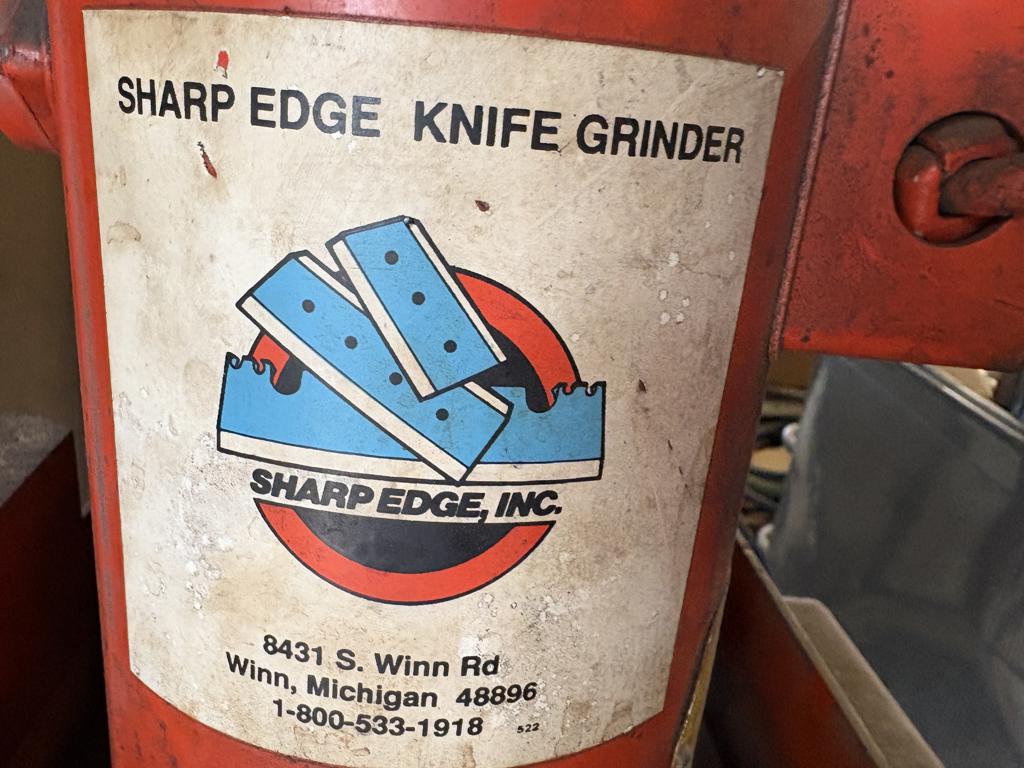 SHARP EDGE KNIFE GRINDER
SHARP EDGE, INC.
8431 S. Winn Rd
Winn, Michigan 48896
1-800-533-1918 522